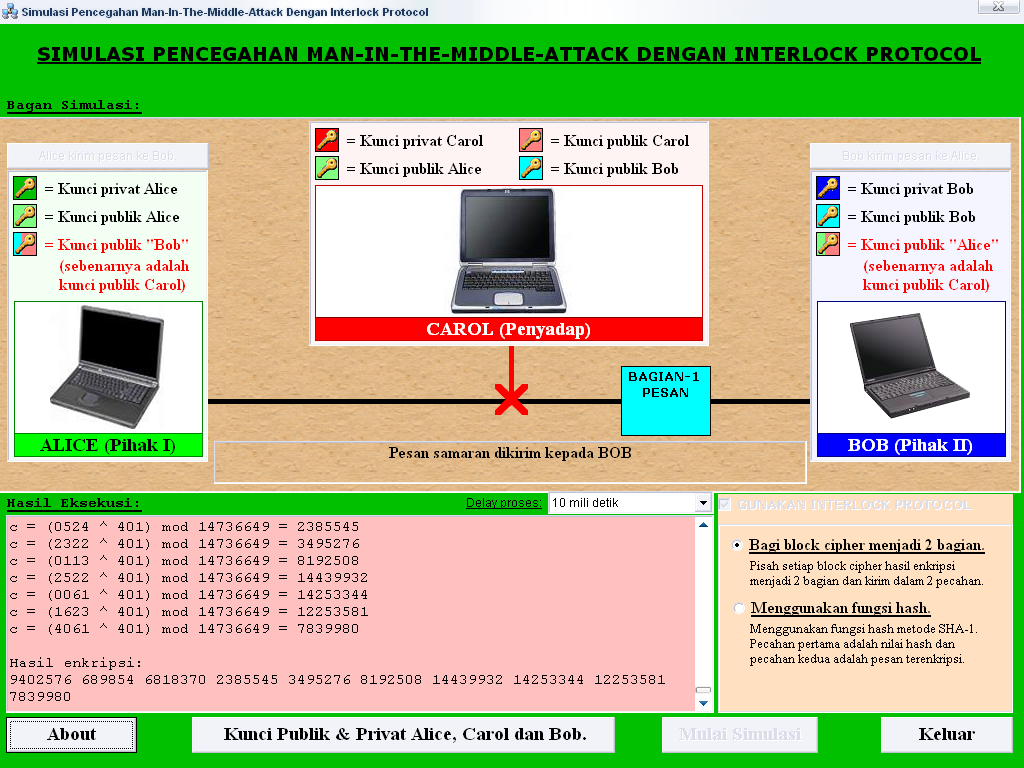 Simulasi Pencegahan Man-In-The-Middle-Attack Dengan Interlock Protocol
SIMULASI PENCEGAHAN MAN-IN-THE-MIDDLE-ATTACK DENGAN INTERLOCK PROTOCOL
Bagan Simulasi:
Alice kirim pesan ke Bob.
= Kunci privat Alice
= Kunci publik Alice
= Kunci publik "Bob"
(sebenarnya adalah
kunci publik Carol)
ALICE (Pihak I)
= Kunci privat Carol
= Kunci publik Carol
= Kunci publik Alice
= Kunci publik Bob
CAROL (Penyadap)
BAGIAN-1
PESAN
Pesan samaran dikirim kepada BOB
Bob kirim pesan ke Alice.
= Kunci privat Bob
= Kunci publik Bob
= Kunci publik "Alice"
(sebenarnya adalah
kunci publik Carol)
BOB (Pihak II)
Hasil Eksekusi:
Delay proses:
10 mili detik
c = (0524 ^ 401) mod 14736649 = 2385545
c = (2322 ^ 401) mod 14736649 = 3495276
c = (0113 ^ 401) mod 14736649 = 8192508
c = (2522 ^ 401) mod 14736649 = 14439932
c = (0061 ^ 401) mod 14736649 = 14253344
c = (1623 ^ 401) mod 14736649 = 12253581
c = (4061 ^ 401) mod 14736649 = 7839980
Hasil enkripsi:
9402576 689854 6818370 2385545 3495276 8192508 14439932 14253344 12253581
7839980
GUNAKAN INTERLOCK PROTOCOL
Bagi block cipher menjadi 2 bagian.
Pisah setiap block cipher hasil enkripsi
menjadi 2 bagian dan kirim dalam 2 pecahan.
Menggunakan fungsi hash.
Menggunakan fungsi hash metode SHA-1.
Pecahan pertama adalah nilai hash dan
pecahan kedua adalah pesan terenkripsi.
About
Kunci Publik & Privat Alice, Carol dan Bob.
Mulai Simulasi
Keluar